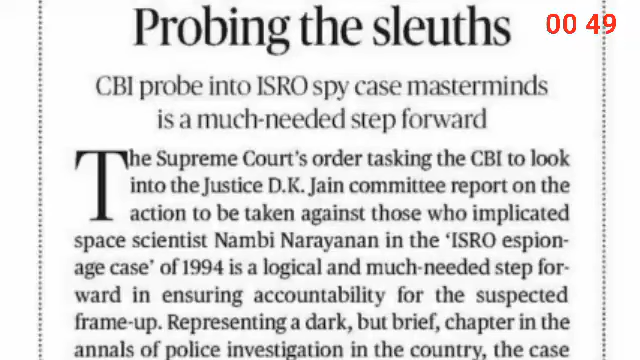 Probing the sleuths
00 49
CBI probe into ISRO spy case masterminds
is a much-needed step forward
The Supreme Court's order tasking the CBI to look
into the Justice D.K. Jain committee report on the
action to be taken against those who implicated
space scientist Nambi Narayanan in the 'ISRO espion-
age case' of 1994 is a logical and much-needed step for-
ward in ensuring accountability for the suspected
frame-up. Representing a dark, but brief, chapter in the
annals of police investigation in the country, the case